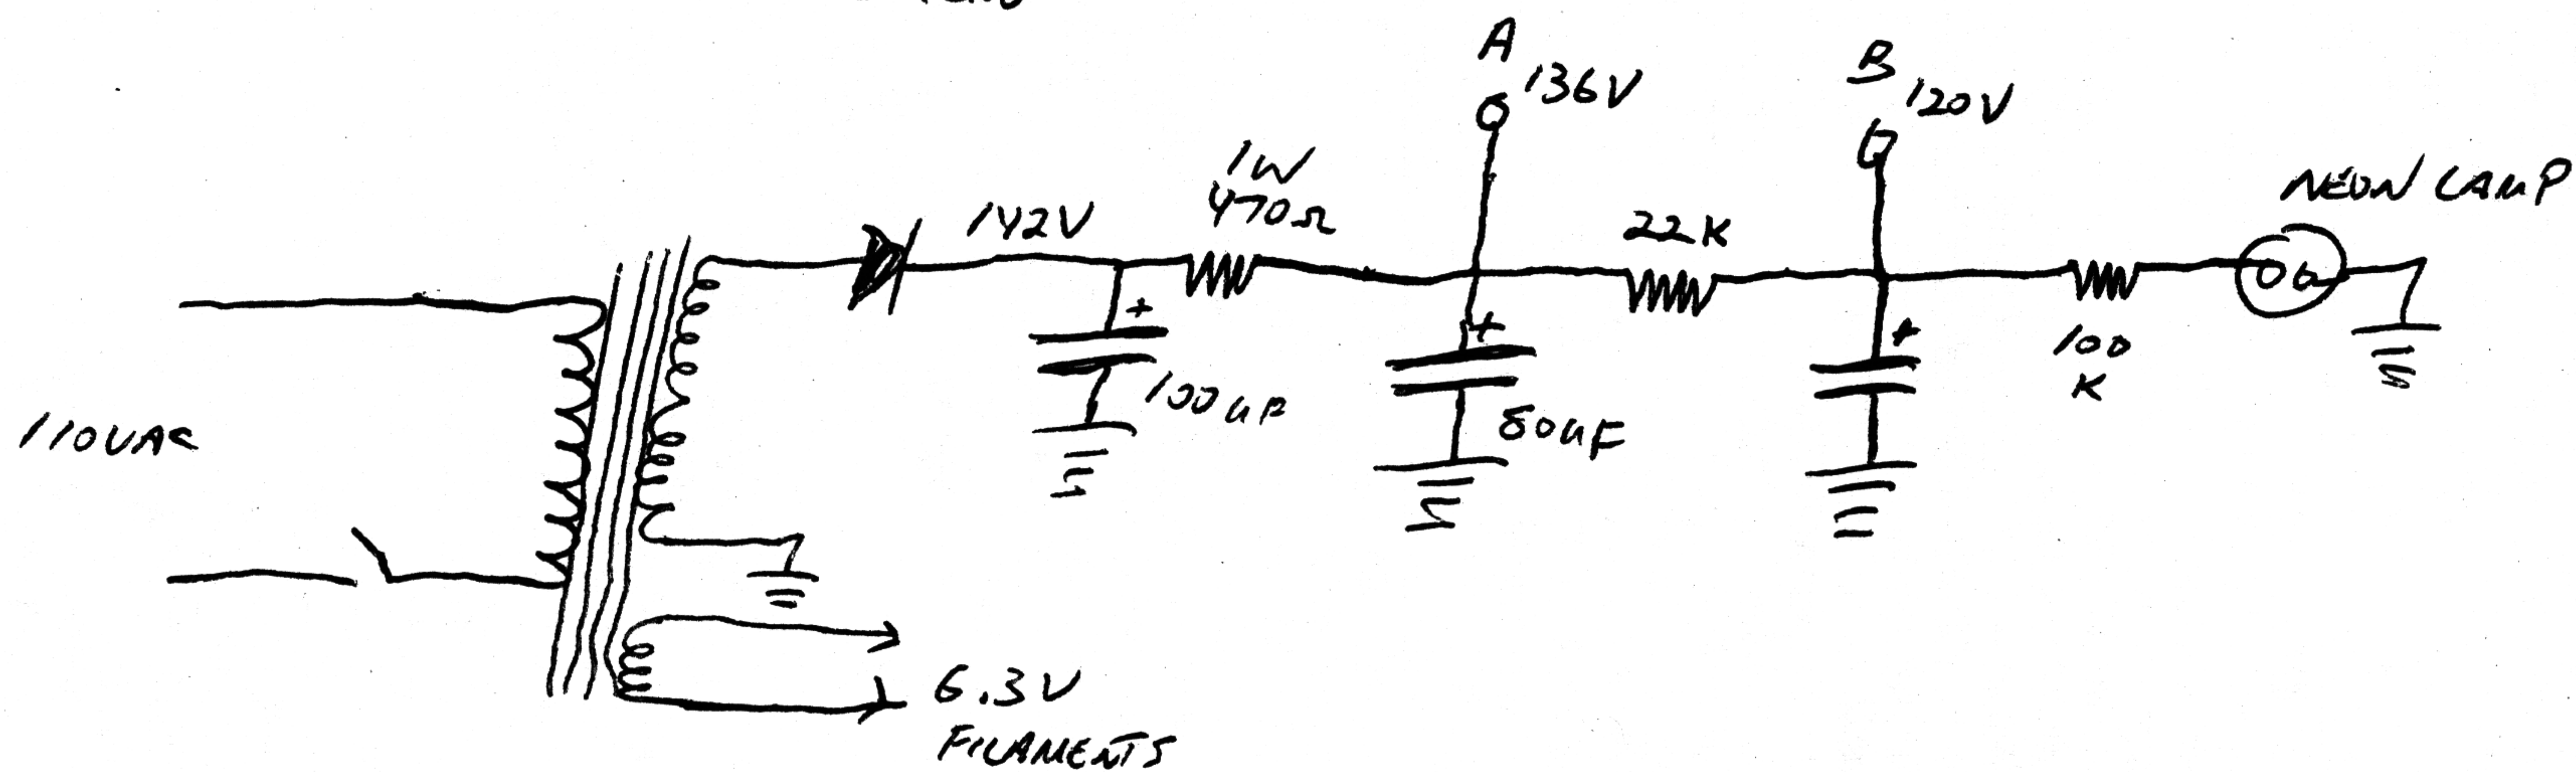 A
136V
B
120V
1W
470Ω
142V
22K
NEON LAMP
+
+
+
100uF
80uF
100
K
110VAC
6.3V
FILAMENTS